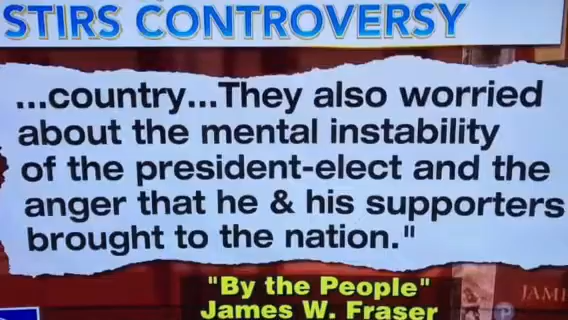 STIRS CONTROVERSY
...country...They also worried
about the mental instability
of the president-elect and the
anger that he & his supporters
brought to the nation."
"By the People"
James W. Fraser
JAM